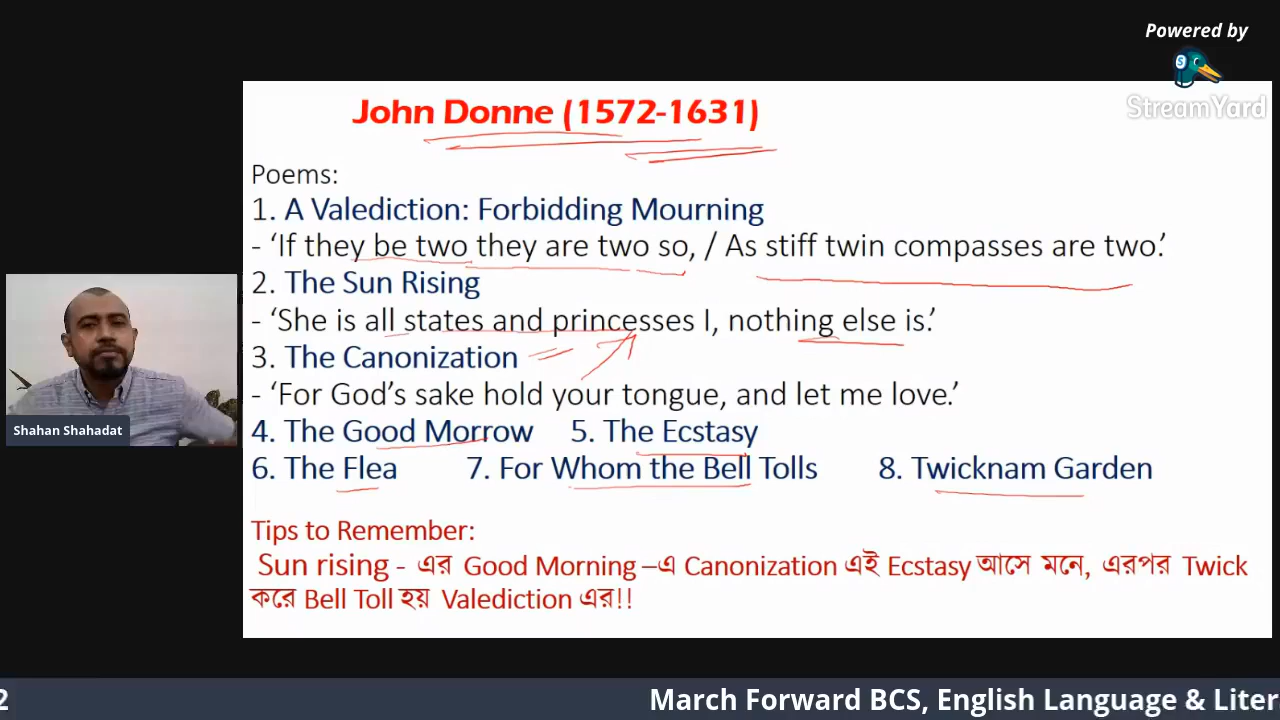 Powered by
StreamYard
John Donne (1572-1631)
Poems:
1. A Valediction: Forbidding Mourning
- ‘If they be two they are two so, / As stiff twin compasses are two.’
2. The Sun Rising
- ‘She is all states and princesses I, nothing else is.’
3. The Canonization
- ‘For God’s sake hold your tongue, and let me love.’
4. The Good Morrow 5. The Ecstasy
6. The Flea 7. For Whom the Bell Tolls 8. Twicknam Garden
Tips to Remember:
Sun rising - এর Good Morning –এ Canonization এই Ecstasy আসে মনে, এরপর Twick
করে Bell Toll হয় Valediction এর!!
Shahan Shahadat
2 March Forward BCS, English Language & Liter